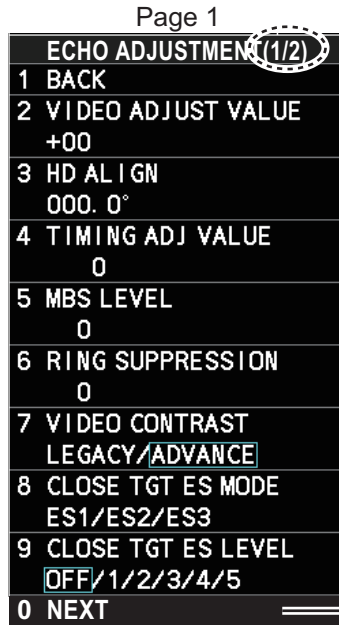 Page 1
ECHO ADJUSTMENT(1/2)
1 BACK
2 VIDEO ADJUST VALUE
+00
3 HD ALIGN
000. 0°
4 TIMING ADJ VALUE
0
5 MBS LEVEL
0
6 RING SUPPRESSION
0
7 VIDEO CONTRAST
LEGACY/ADVANCE
8 CLOSE TGT ES MODE
ES1/ES2/ES3
9 CLOSE TGT ES LEVEL
OFF/1/2/3/4/5
0 NEXT